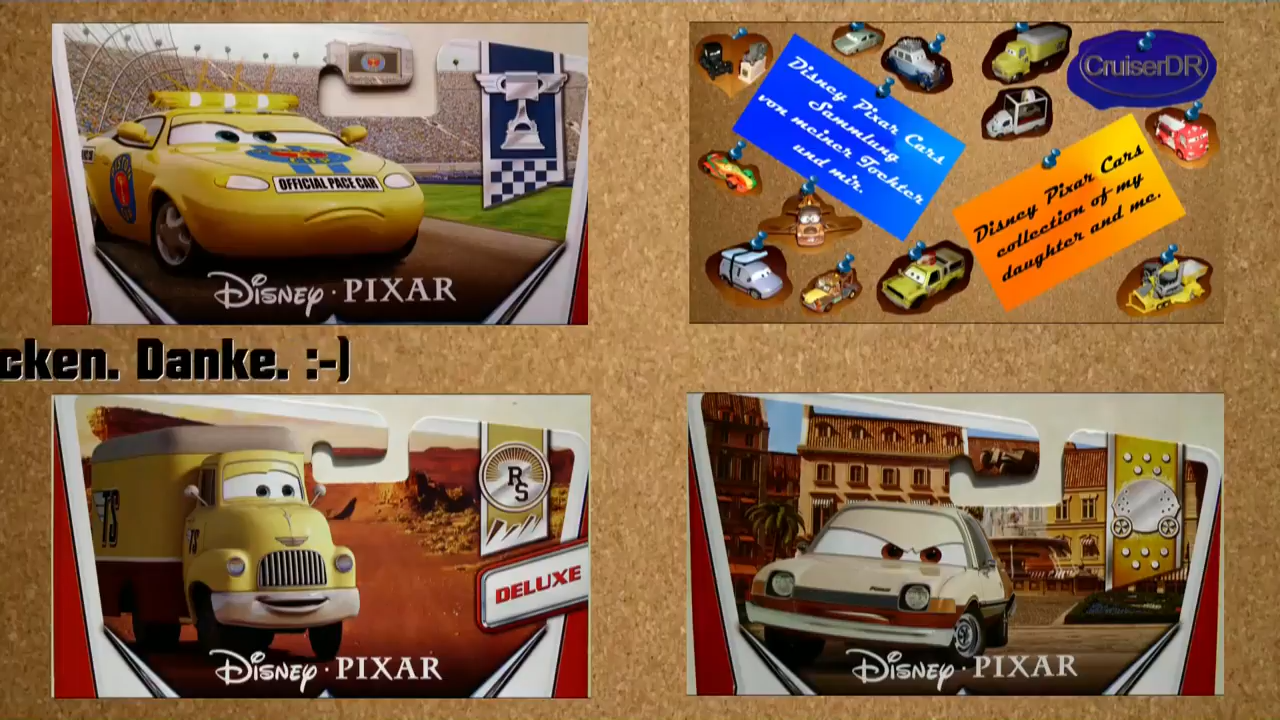 OFFICIAL PACE CAR
Disney · PIXAR
Disney Pixar Cars
Sammlung
von meiner Tochter
und mir.
CruiserDR
Disney Pixar Cars
collection of my
daughter and me.
cken. Danke. :-)
TS
RS
DELUXE
Disney · PIXAR
Disney · PIXAR